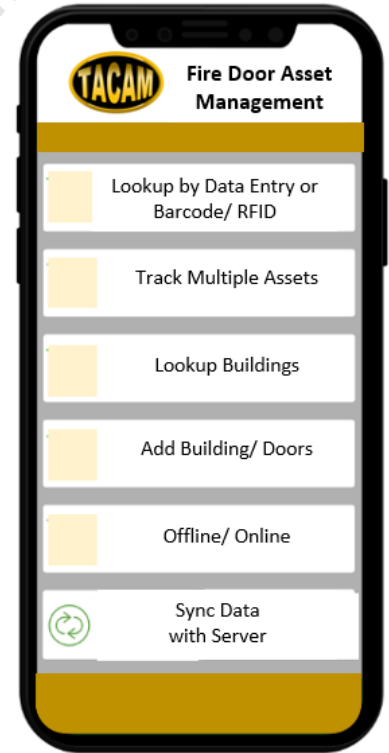 TACAM
Fire Door Asset
Management
Lookup by Data Entry or
Barcode/ RFID
Track Multiple Assets
Lookup Buildings
Add Building/ Doors
Offline/ Online
Sync Data
with Server